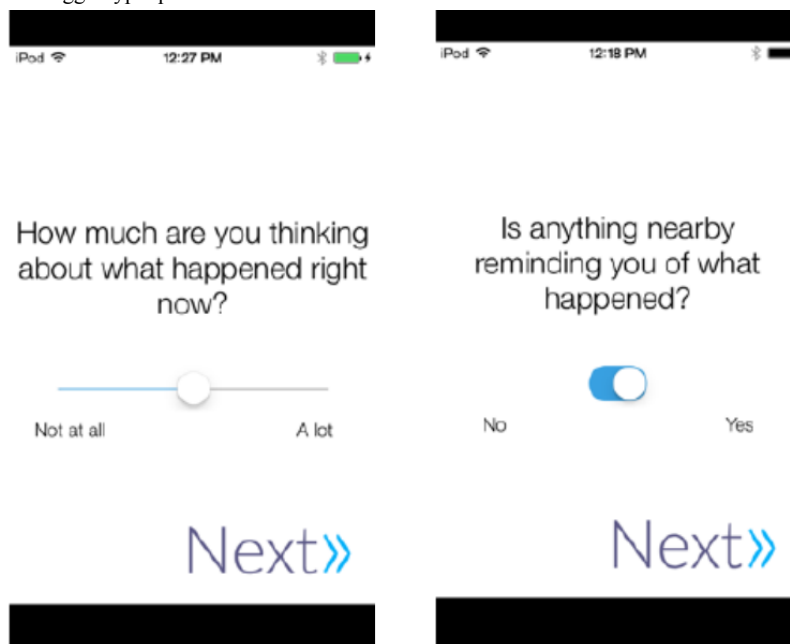 iPod
12:27 PM
How much are you thinking
about what happened right
now?
Not at all
A lot
Next»
iPod
12:18 PM
Is anything nearby
reminding you of what
happened?
No
Yes
Next»